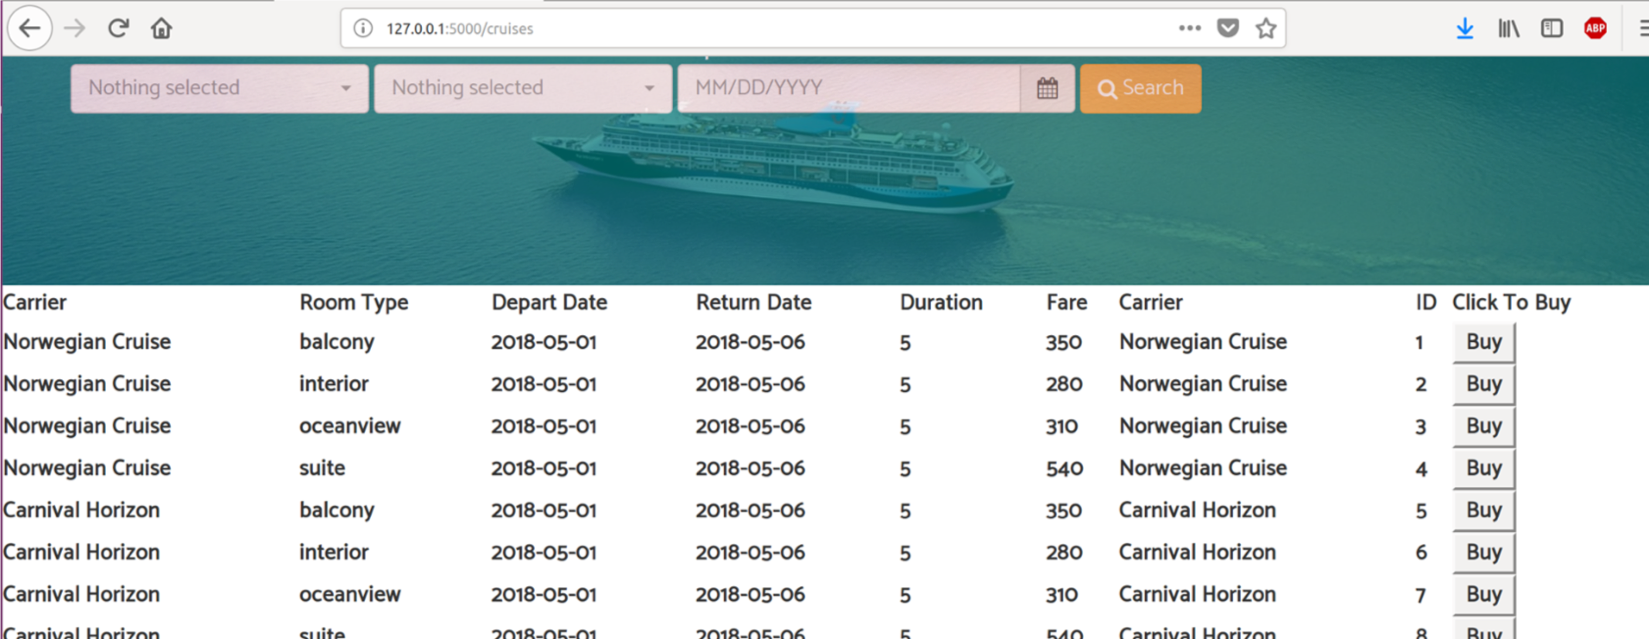 127.0.0.1:5000/cruises
ABP
Nothing selected Nothing selected MM/DD/YYYY Search
Carrier Room Type Depart Date Return Date Duration Fare Carrier ID Click To Buy
Norwegian Cruise balcony 2018-05-01 2018-05-06 5 350 Norwegian Cruise 1 Buy
Norwegian Cruise interior 2018-05-01 2018-05-06 5 280 Norwegian Cruise 2 Buy
Norwegian Cruise oceanview 2018-05-01 2018-05-06 5 310 Norwegian Cruise 3 Buy
Norwegian Cruise suite 2018-05-01 2018-05-06 5 540 Norwegian Cruise 4 Buy
Carnival Horizon balcony 2018-05-01 2018-05-06 5 350 Carnival Horizon 5 Buy
Carnival Horizon interior 2018-05-01 2018-05-06 5 280 Carnival Horizon 6 Buy
Carnival Horizon oceanview 2018-05-01 2018-05-06 5 310 Carnival Horizon 7 Buy
Carnival Horizon suite 2018-05-01 2018-05-06 5 540 Carnival Horizon 8 Buy